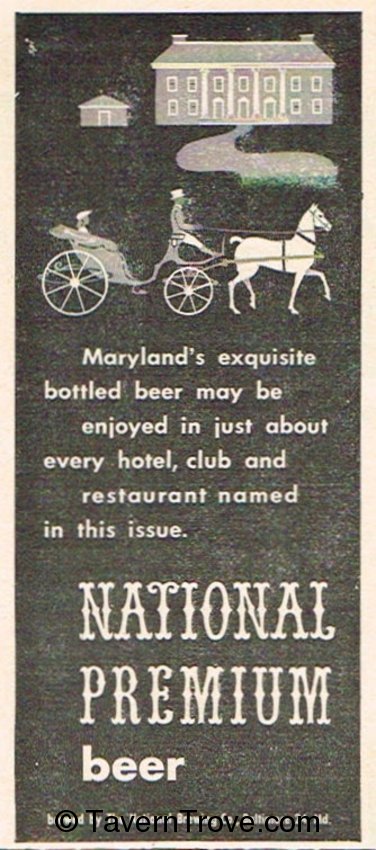 Maryland's exquisite
bottled beer may be
enjoyed in just about
every hotel, club and
restaurant named
in this issue.
NATIONAL
PREMIUM
beer
© TavernTrove.com